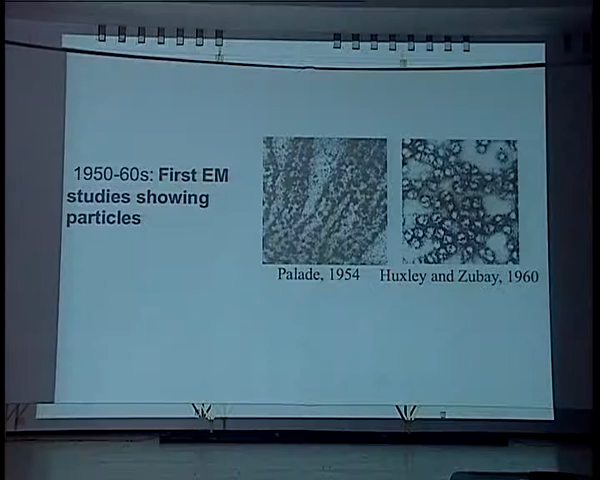 1950-60s: First EM
studies showing
particles
Palade, 1954
Huxley and Zubay, 1960